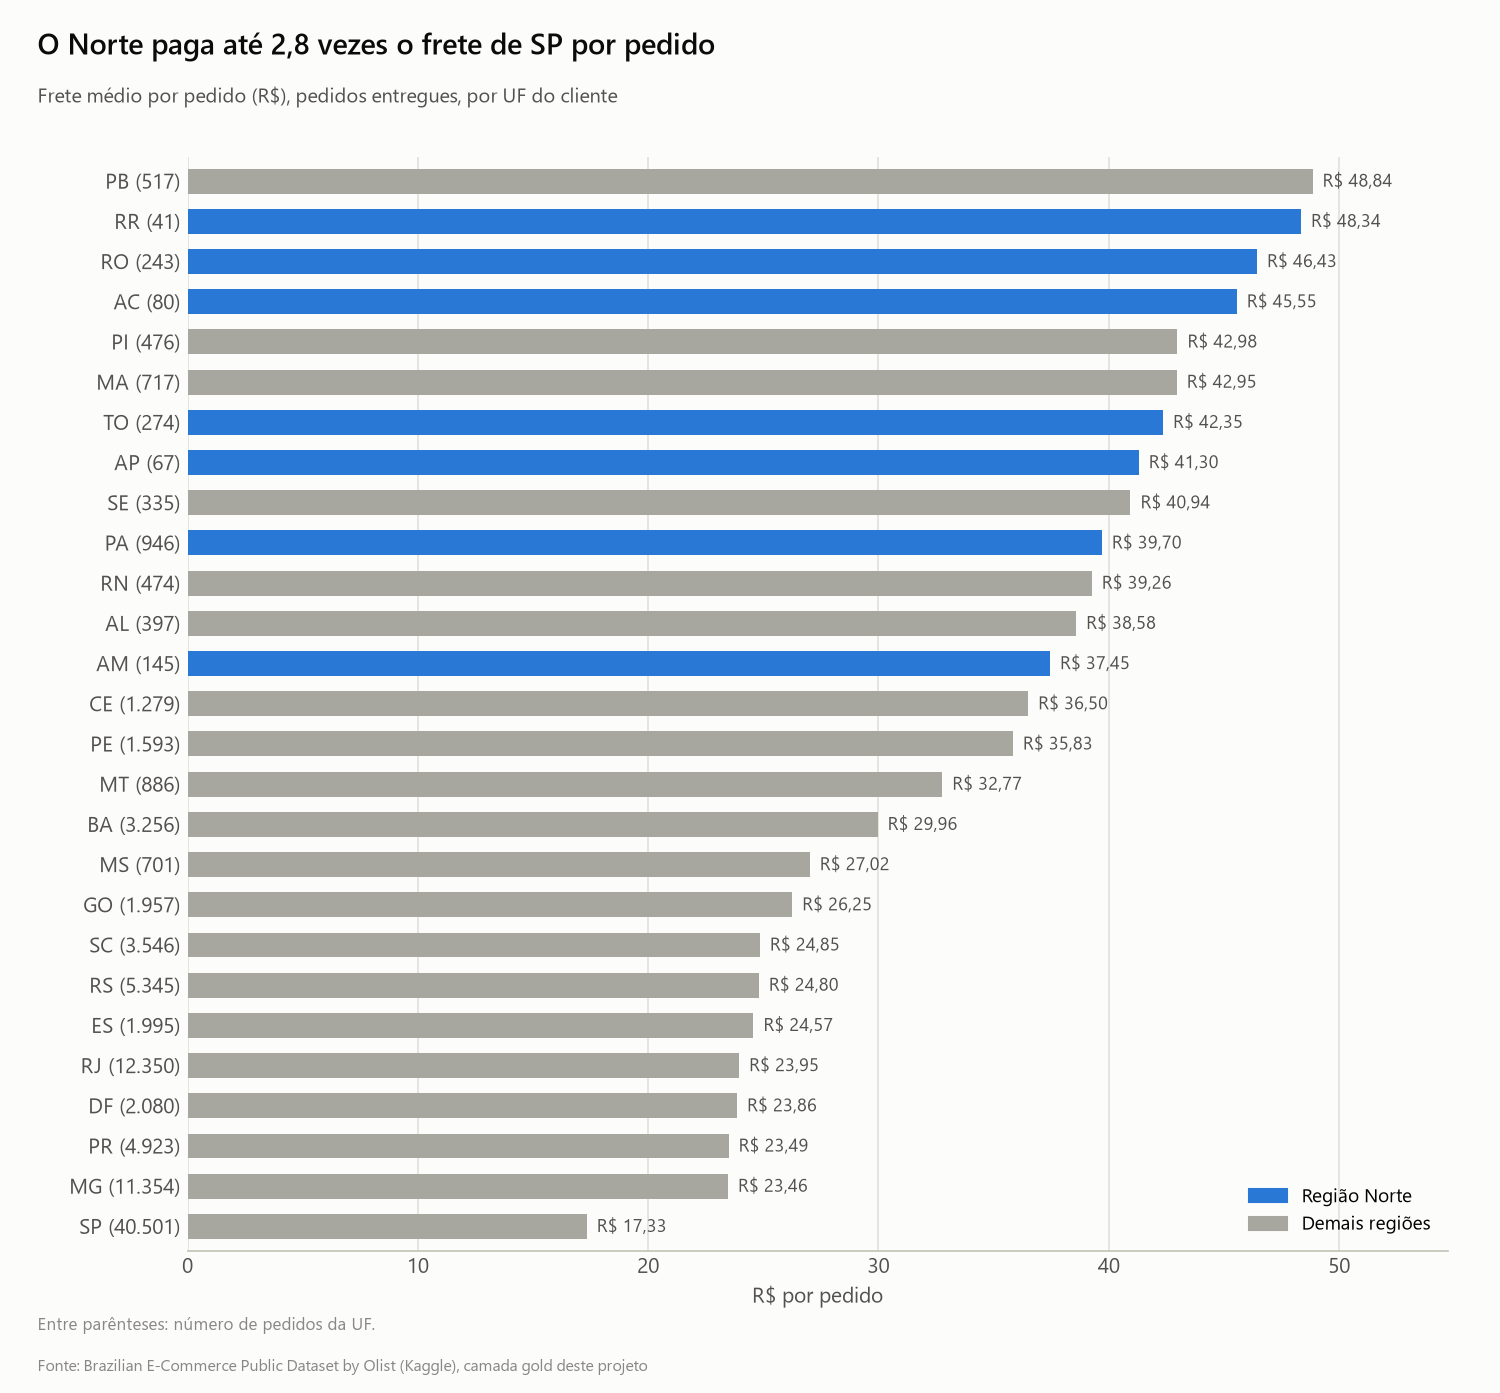 O Norte paga até 2,8 vezes o frete de SP por pedido
Frete médio por pedido (R$), pedidos entregues, por UF do cliente
PB (517) R$ 48,84
RR (41) R$ 48,34
RO (243) R$ 46,43
AC (80) R$ 45,55
PI (476) R$ 42,98
MA (717) R$ 42,95
TO (274) R$ 42,35
AP (67) R$ 41,30
SE (335) R$ 40,94
PA (946) R$ 39,70
RN (474) R$ 39,26
AL (397) R$ 38,58
AM (145) R$ 37,45
CE (1.279) R$ 36,50
PE (1.593) R$ 35,83
MT (886) R$ 32,77
BA (3.256) R$ 29,96
MS (701) R$ 27,02
GO (1.957) R$ 26,25
SC (3.546) R$ 24,85
RS (5.345) R$ 24,80
ES (1.995) R$ 24,57
RJ (12.350) R$ 23,95
DF (2.080) R$ 23,86
PR (4.923) R$ 23,49
MG (11.354) R$ 23,46
SP (40.501) R$ 17,33
Região Norte
Demais regiões
0 10 20 30 40 50
R$ por pedido
Entre parênteses: número de pedidos da UF.
Fonte: Brazilian E-Commerce Public Dataset by Olist (Kaggle), camada gold deste projeto